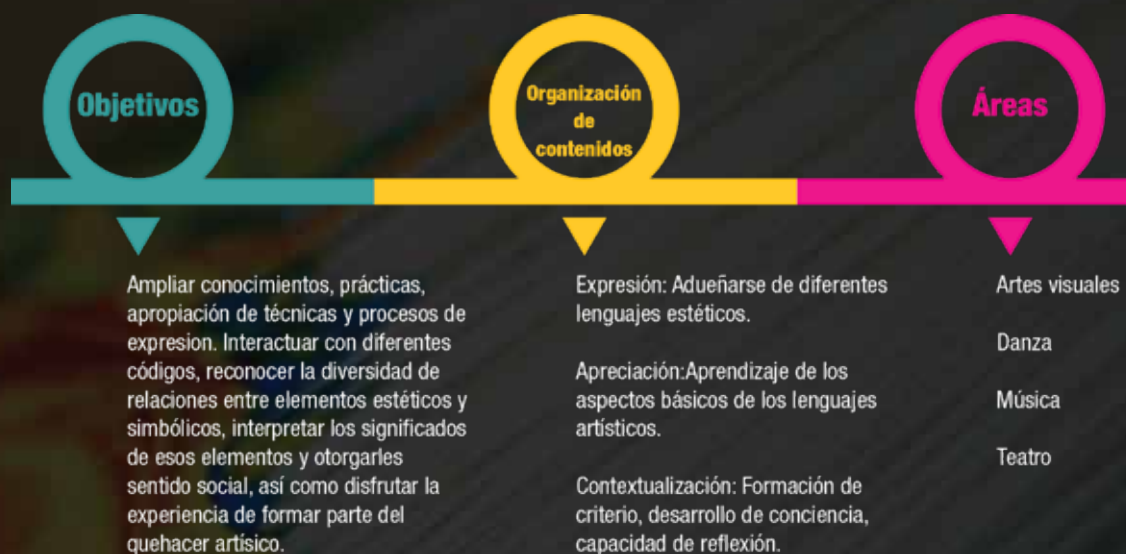 Objetivos
Ampliar conocimientos, prácticas,
apropiación de técnicas y procesos de
expresion. Interactuar con diferentes
códigos, reconocer la diversidad de
relaciones entre elementos estéticos y
simbólicos, interpretar los significados
de esos elementos y otorgarles
sentido social, así como disfrutar la
experiencia de formar parte del
quehacer artísico.
Organización
de
contenidos
Expresión: Adueñarse de diferentes
lenguajes estéticos.
Apreciación:Aprendizaje de los
aspectos básicos de los lenguajes
artísticos.
Contextualización: Formación de
criterio, desarrollo de conciencia,
capacidad de reflexión.
Áreas
Artes visuales
Danza
Música
Teatro